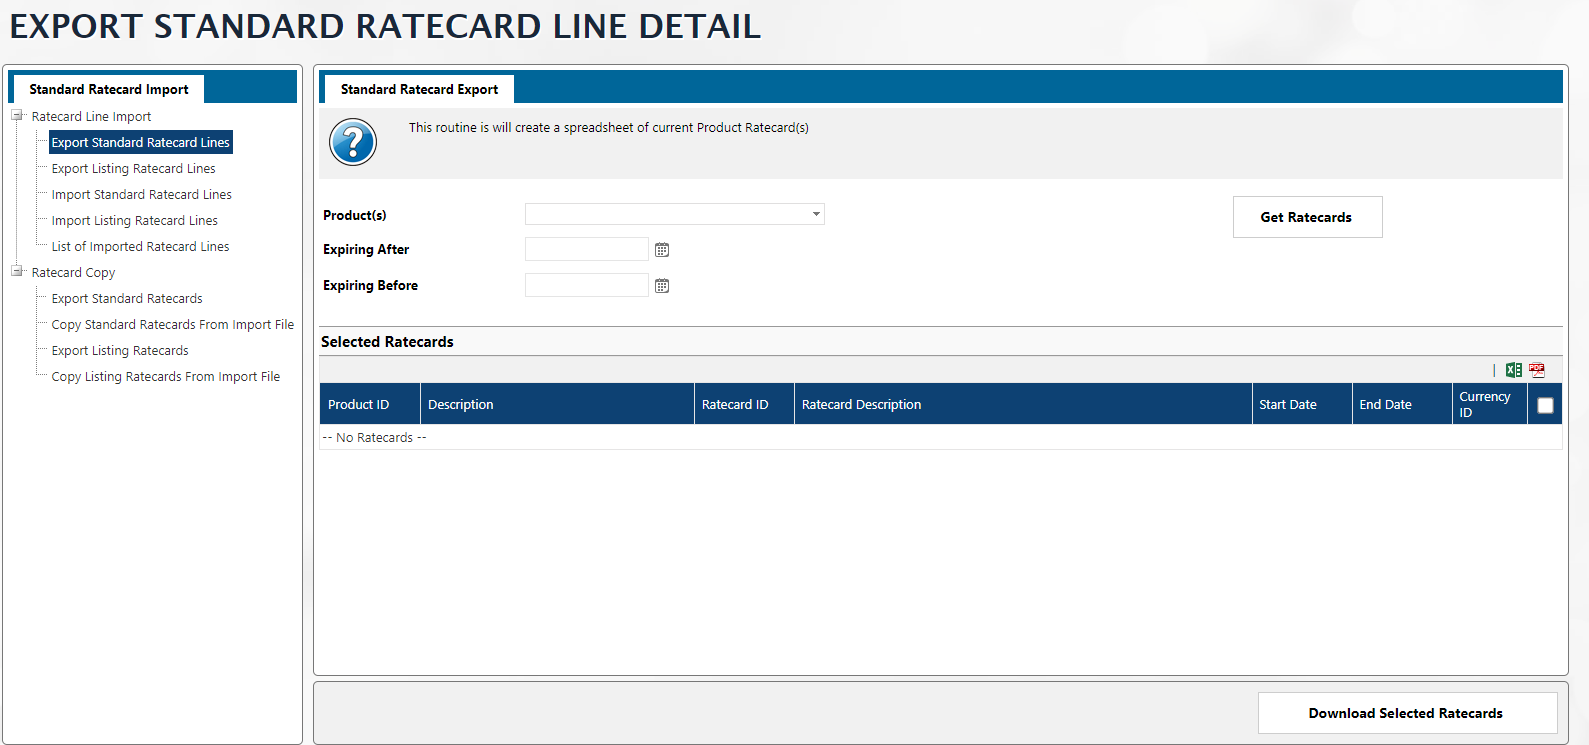 EXPORT STANDARD RATECARD LINE DETAIL
Standard Ratecard Import
Ratecard Line Import
Export Standard Ratecard Lines
Export Listing Ratecard Lines
Import Standard Ratecard Lines
Import Listing Ratecard Lines
List of Imported Ratecard Lines
Ratecard Copy
Export Standard Ratecards
Copy Standard Ratecards From Import File
Export Listing Ratecards
Copy Listing Ratecards From Import File
Standard Ratecard Export
?
This routine is will create a spreadsheet of current Product Ratecard(s)
Product(s)
Get Ratecards
Expiring After
Expiring Before
Selected Ratecards
| X PDF
Product ID Description Ratecard ID Ratecard Description Start Date End Date Currency
ID
-- No Ratecards --
Download Selected Ratecards